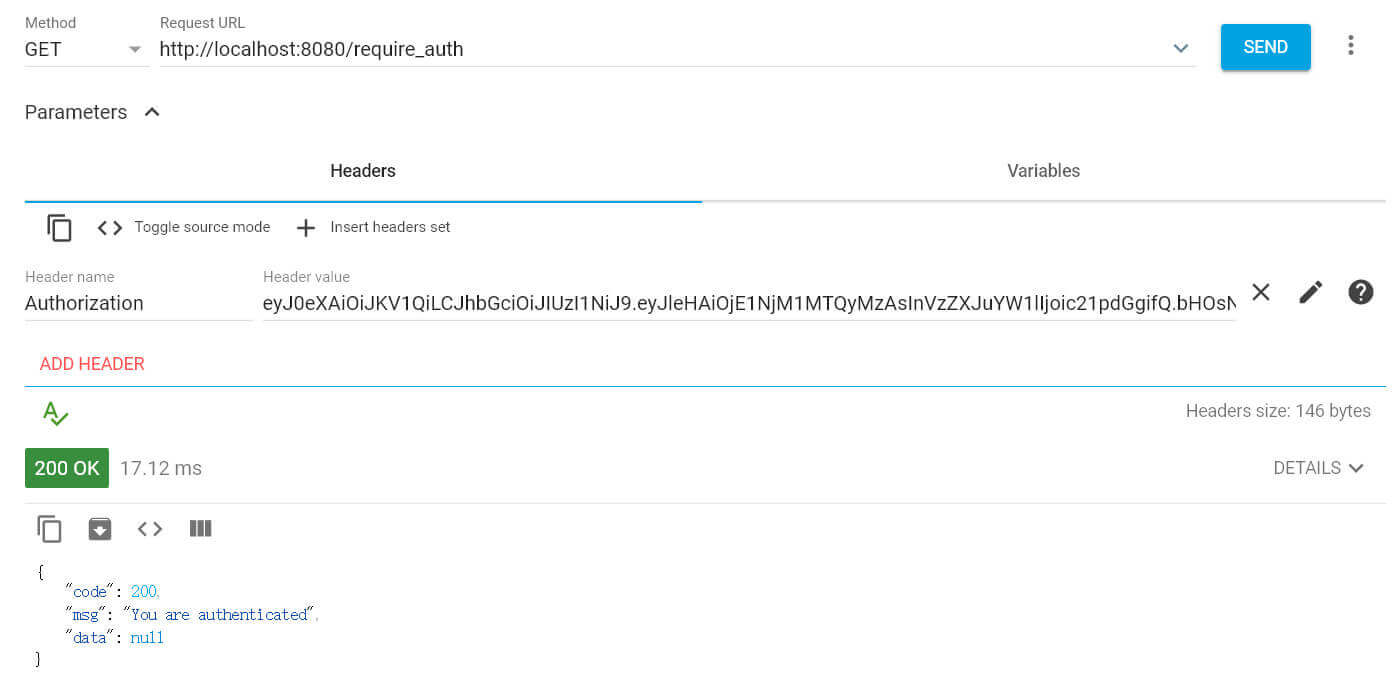 Method
Request URL
GET
http://localhost:8080/require_auth
SEND
Parameters
Headers
Variables
Toggle source mode
Insert headers set
Header name
Header value
Authorization
eyJ0eXAiOiJKV1QiLCJhbGciOiJIUzI1NiJ9.eyJleHAiOjE1NjM1MTQyMzAsInVzZXJuYW1lIjoic21pdGgifQ.bHOsN
ADD HEADER
Headers size: 146 bytes
200 OK
17.12 ms
DETAILS
{
"code": 200,
"msg": "You are authenticated",
"data": null
}